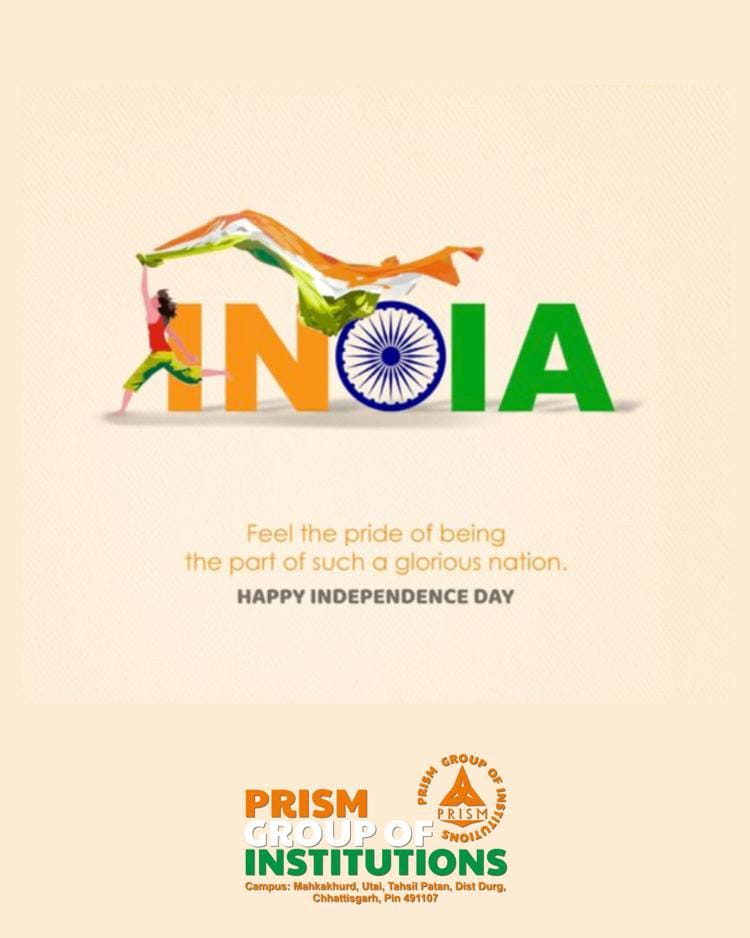 INDIA
Feel the pride of being
the part of such a glorious nation.
HAPPY INDEPENDENCE DAY
PRISM GROUP OF INSTITUTIONS
PRISM
PRISM
GROUP OF
INSTITUTIONS
Campus: Mahkakhurd, Utai, Tahsil Patan, Dist Durg,
Chhattisgarh, Pin 491107